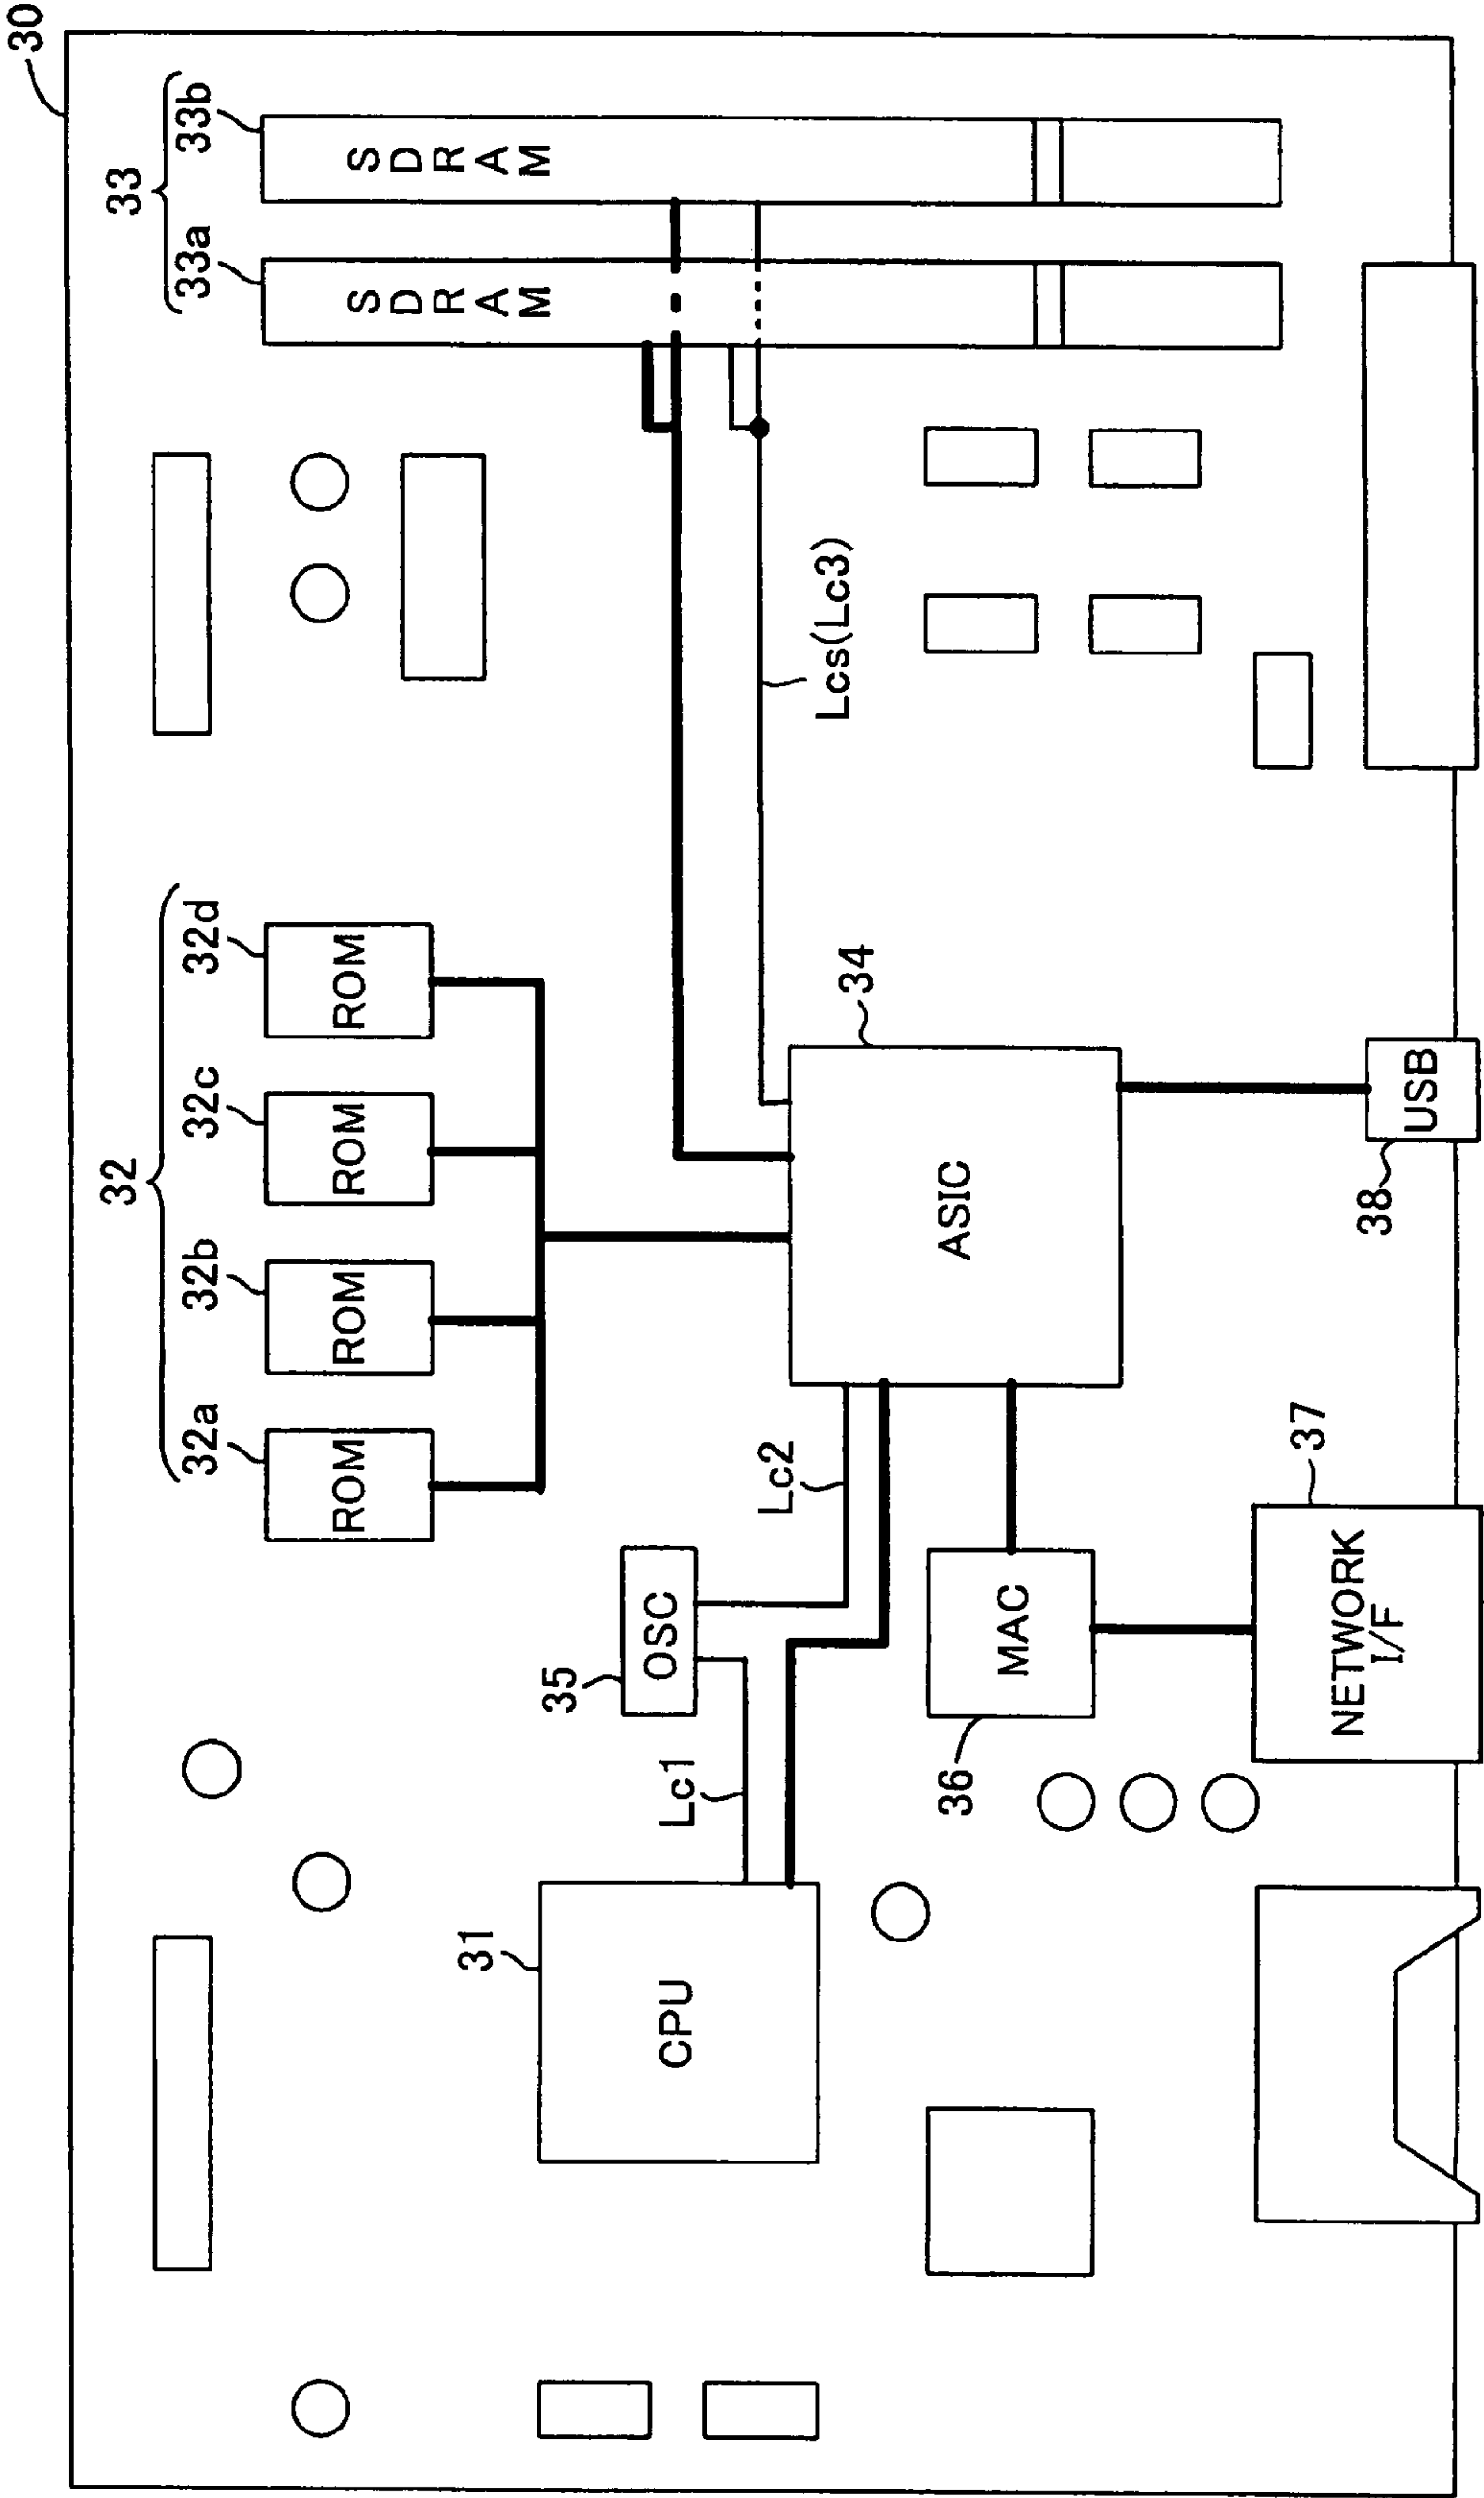 30
33
33a
33b
SDRAM
SDRAM
32
32a
32b
32c
32d
ROM
ROM
ROM
ROM
35
OSC
Lc1
Lc2
Lcs(Lc3)
31
CPU
34
ASIC
36
MAC
37
NETWORK
I/F
38
USB